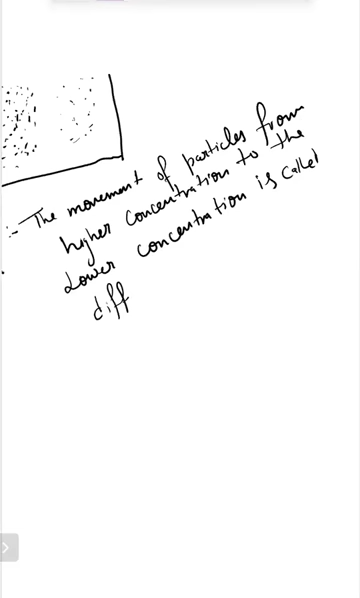 :- The movement of particles from
higher concentration to the
Lower concentration is called
diff